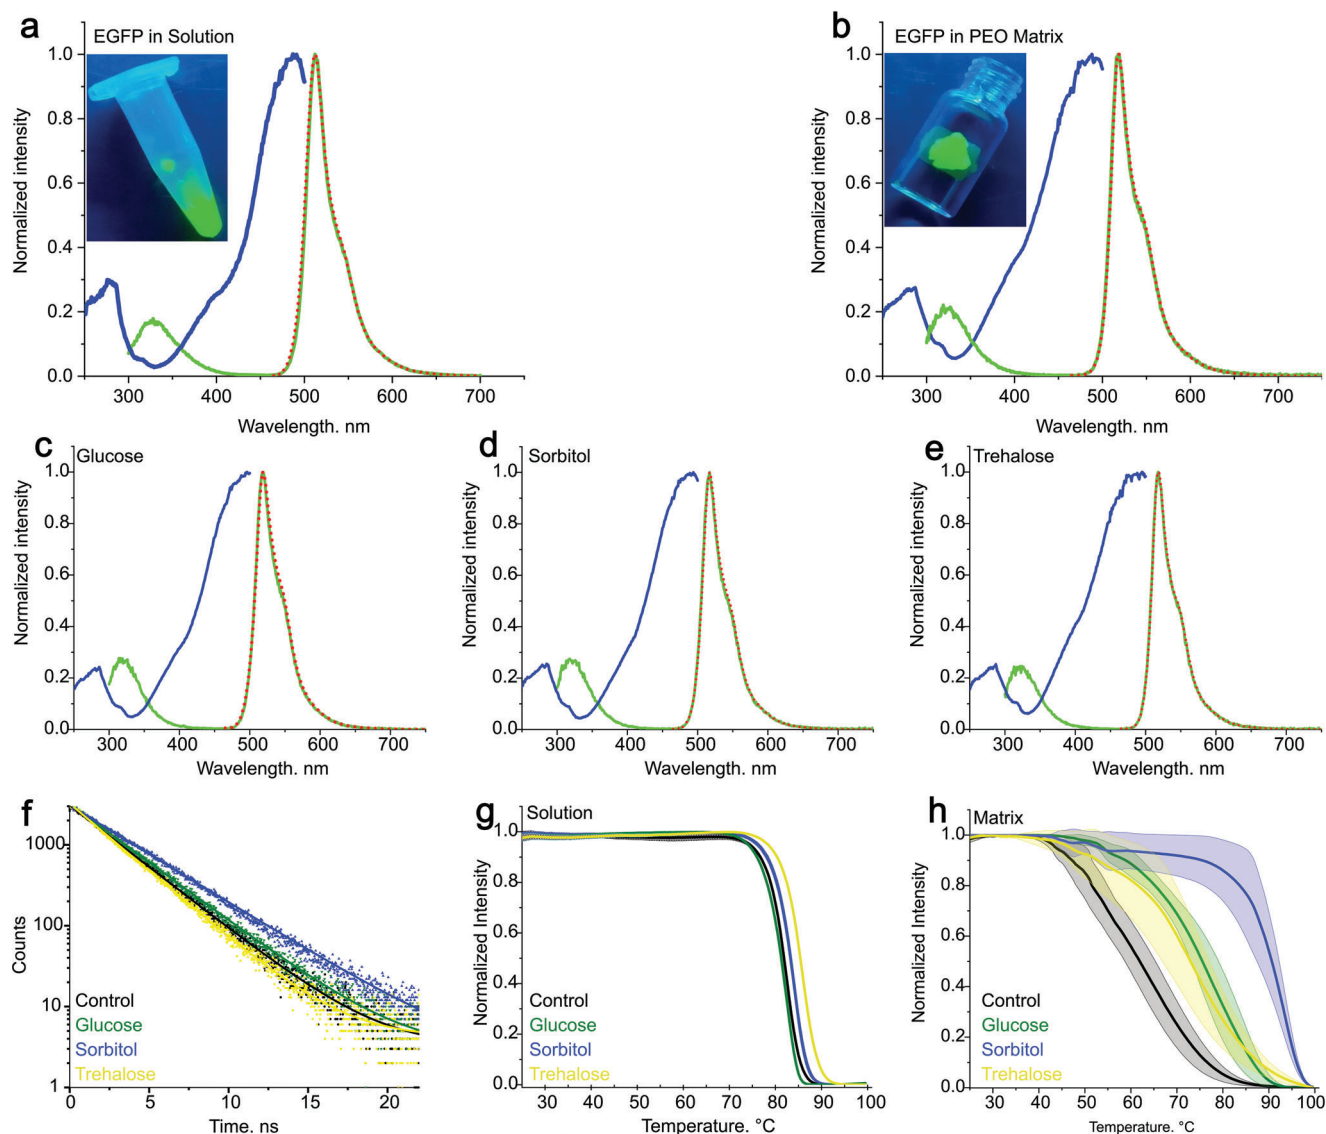 a
EGFP in Solution
1.0
0.8
0.6
0.4
0.2
0.0
Normalized intensity
300
400
500
600
700
Wavelength. nm
b
EGFP in PEO Matrix
1.0
0.8
0.6
0.4
0.2
0.0
Normalized intensity
300
400
500
600
700
Wavelength. nm
c
Glucose
1.0
0.8
0.6
0.4
0.2
0.0
Normalized intensity
300
400
500
600
700
Wavelength. nm
d
Sorbitol
1.0
0.8
0.6
0.4
0.2
0.0
Normalized intensity
300
400
500
600
700
Wavelength. nm
e
Trehalose
1.0
0.8
0.6
0.4
0.2
0.0
Normalized intensity
300
400
500
600
700
Wavelength. nm
f
1000
100
10
1
Counts
Control
Glucose
Sorbitol
Trehalose
0
5
10
15
20
Time. ns
g
Solution
1.0
0.8
0.6
0.4
0.2
0.0
Normalized Intensity
Control
Glucose
Sorbitol
Trehalose
30
40
50
60
70
80
90
100
Temperature. °C
h
Matrix
1.0
0.8
0.6
0.4
0.2
0.0
Normalized Intensity
Control
Glucose
Sorbitol
Trehalose
30
40
50
60
70
80
90
100
Temperature. °C